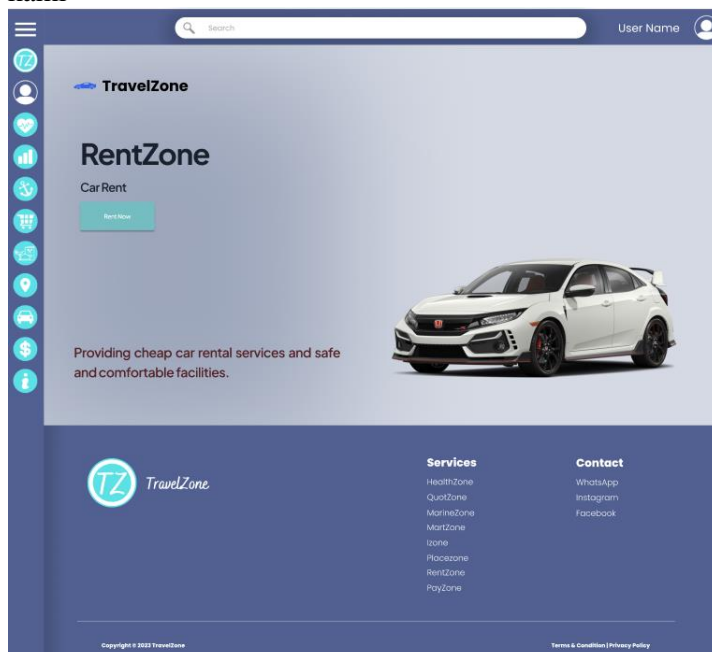 Search
User Name
TZ
TravelZone
RentZone
Car Rent
Rent Now
Providing cheap car rental services and safe
and comfortable facilities.
TZ
TravelZone
Services
HealthZone
QuotZone
MarineZone
MartZone
Izone
Placezone
RentZone
PayZone
Contact
WhatsApp
Instagram
Facebook
Copyright © 2023 TravelZone
Terms & Condition | Privacy Policy